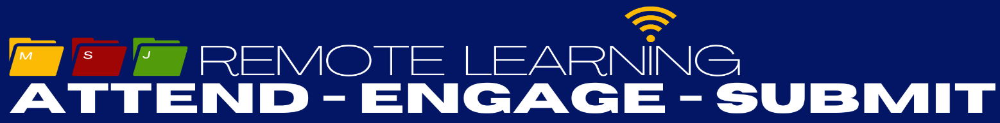 M S J REMOTE LEARNING
ATTEND - ENGAGE - SUBMIT